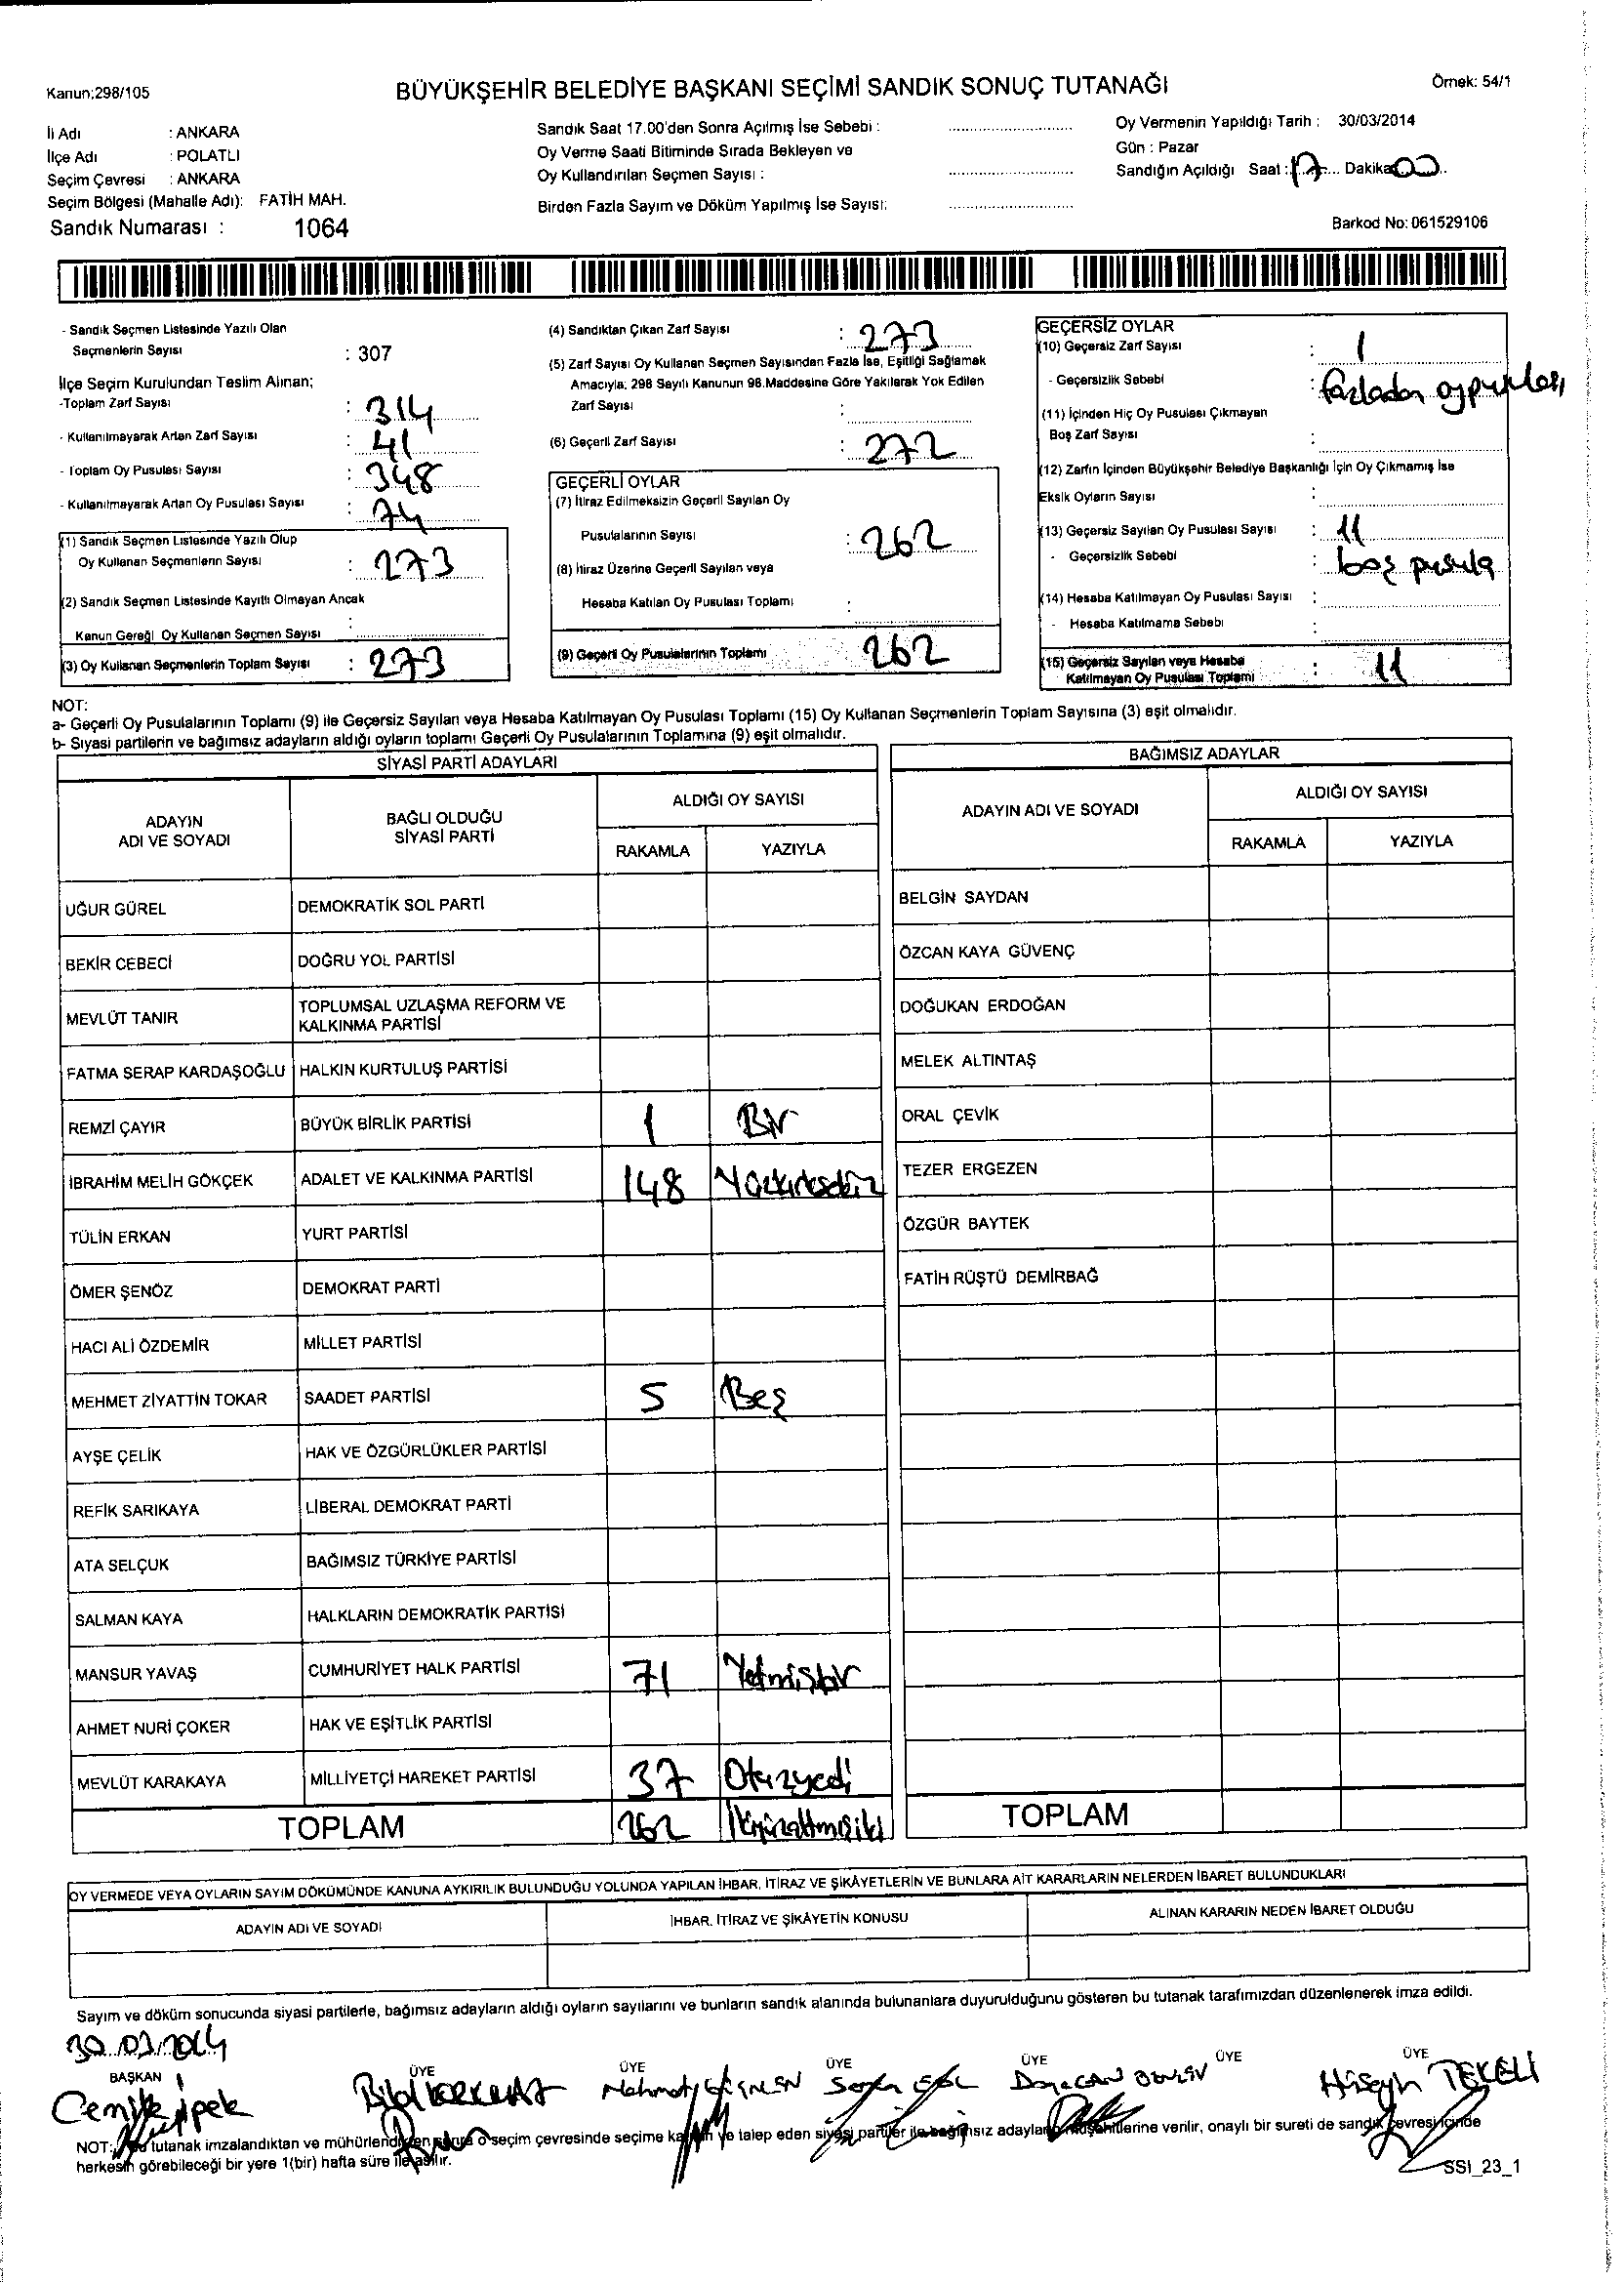 Kanun:298/105
BÜYÜKŞEHİR BELEDİYE BAŞKANI SEÇİMİ SANDIK SONUÇ TUTANAĞI
Örnek: 54/1
İli Adı : ANKARA
İlçe Adı : POLATLI
Seçim Çevresi : ANKARA
Seçim Bölgesi (Mahalle Adı): FATİH MAH.
Sandık Numarası : 1064
Sandık Saat 17.00'den Sonra Açılmış İse Sebebi :
Oy Verme Saati Bitiminde Sırada Bekleyen ve
Oy Kullandırılan Seçmen Sayısı :
Birden Fazla Sayım ve Döküm Yapılmış İse Sayısı:
Oy Vermenin Yapıldığı Tarih : 30/03/2014
Gün : Pazar
Sandığın Açıldığı Saat : 17 Dakika 00
Barkod No: 061529106
- Sandık Seçmen Listesinde Yazılı Olan
Seçmenlerin Sayısı : 307
İlçe Seçim Kurulundan Teslim Alınan;
-Toplam Zarf Sayısı : 314
- Kullanılmayarak Artan Zarf Sayısı : 41
- Toplam Oy Pusulası Sayısı : 348
- Kullanılmayarak Artan Oy Pusulası Sayısı : 74
(1) Sandık Seçmen Listesinde Yazılı Olup
Oy Kullanan Seçmenlerin Sayısı : 273
(2) Sandık Seçmen Listesinde Kayıtlı Olmayan Ancak
Kanun Gereği Oy Kullanan Seçmen Sayısı :
(3) Oy Kullanan Seçmenlerin Toplam Sayısı : 273
(4) Sandıktan Çıkan Zarf Sayısı : 273
(5) Zarf Sayısı Oy Kullanan Seçmen Sayısından Fazla İse, Eşitliği Sağlamak
Amacıyla; 298 Sayılı Kanunun 98.Maddesine Göre Yakılarak Yok Edilen
Zarf Sayısı :
(6) Geçerli Zarf Sayısı : 272
GEÇERLİ OYLAR
(7) İtiraz Edilmeksizin Geçerli Sayılan Oy
Pusulalarının Sayısı : 262
(8) İtiraz Üzerine Geçerli Sayılan veya
Hesaba Katılan Oy Pusulası Toplamı :
(9) Geçerli Oy Pusulalarının Toplamı : 262
GEÇERSİZ OYLAR
(10) Geçersiz Zarf Sayısı : 1
- Geçersizlik Sebebi : fazladan oy pusulası
(11) İçinden Hiç Oy Pusulası Çıkmayan
Boş Zarf Sayısı :
(12) Zarfın İçinden Büyükşehir Belediye Başkanlığı İçin Oy Çıkmamış İse
Eksik Oyların Sayısı :
(13) Geçersiz Sayılan Oy Pusulası Sayısı : 11
- Geçersizlik Sebebi : boş pusula
(14) Hesaba Katılmayan Oy Pusulası Sayısı :
- Hesaba Katılmama Sebebi :
(15) Geçersiz Sayılan veya Hesaba
Katılmayan Oy Pusulası Toplamı : 11
NOT:
a- Geçerli Oy Pusulalarının Toplamı (9) ile Geçersiz Sayılan veya Hesaba Katılmayan Oy Pusulası Toplamı (15) Oy Kullanan Seçmenlerin Toplam Sayısına (3) eşit olmalıdır.
b- Siyasi partilerin ve bağımsız adayların aldığı oyların toplamı Geçerli Oy Pusulalarının Toplamına (9) eşit olmalıdır.
SİYASİ PARTİ ADAYLARI
ADAYIN ADI VE SOYADI
BAĞLI OLDUĞU SİYASİ PARTİ
ALDIĞI OY SAYISI
RAKAMLA YAZIYLA
UĞUR GÜREL DEMOKRATİK SOL PARTİ
BEKİR CEBECİ DOĞRU YOL PARTİSİ
MEVLÜT TANIR TOPLUMSAL UZLAŞMA REFORM VE KALKINMA PARTİSİ
FATMA SERAP KARDAŞOĞLU HALKIN KURTULUŞ PARTİSİ
REMZİ ÇAYIR BÜYÜK BİRLİK PARTİSİ 1 Bir
İBRAHİM MELİH GÖKÇEK ADALET VE KALKINMA PARTİSİ 148 Yüzkırksekiz
TÜLİN ERKAN YURT PARTİSİ
ÖMER ŞENÖZ DEMOKRAT PARTİ
HACI ALİ ÖZDEMİR MİLLET PARTİSİ
MEHMET ZİYATTİN TOKAR SAADET PARTİSİ 5 Beş
AYŞE ÇELİK HAK VE ÖZGÜRLÜKLER PARTİSİ
REFİK SARIKAYA LİBERAL DEMOKRAT PARTİ
ATA SELÇUK BAĞIMSIZ TÜRKİYE PARTİSİ
SALMAN KAYA HALKLARIN DEMOKRATİK PARTİSİ
MANSUR YAVAŞ CUMHURİYET HALK PARTİSİ 71 Yetmişbir
AHMET NURİ ÇOKER HAK VE EŞİTLİK PARTİSİ
MEVLÜT KARAKAYA MİLLİYETÇİ HAREKET PARTİSİ 37 Otuzyedi
TOPLAM 262 İkiyüzaltmışiki
BAĞIMSIZ ADAYLAR
ADAYIN ADI VE SOYADI
ALDIĞI OY SAYISI
RAKAMLA YAZIYLA
BELGİN SAYDAN
ÖZCAN KAYA GÜVENÇ
DOĞUKAN ERDOĞAN
MELEK ALTINTAŞ
ORAL ÇEVİK
TEZER ERGEZEN
ÖZGÜR BAYTEK
FATİH RÜŞTÜ DEMİRBAĞ
TOPLAM
OY VERMEDE VEYA OYLARIN SAYIM DÖKÜMÜNDE KANUNA AYKIRILIK BULUNDUĞU YOLUNDA YAPILAN İHBAR, İTİRAZ VE ŞİKÂYETLERİN VE BUNLARA AİT KARARLARIN NELERDEN İBARET BULUNDUKLARI
ADAYIN ADI VE SOYADI İHBAR, İTİRAZ VE ŞİKÂYETİN KONUSU ALINAN KARARIN NEDEN İBARET OLDUĞU
Sayım ve döküm sonucunda siyasi partilerle, bağımsız adayların aldığı oyların sayılarını ve bunların sandık alanında bulunanlara duyurulduğunu gösteren bu tutanak tarafımızdan düzenlenerek imza edildi.
30.03.2014
BAŞKAN ÜYE ÜYE ÜYE ÜYE ÜYE ÜYE
Cemile ipek Bilal Mehmet Hüseyin TEKELİ
NOT: Bu tutanak imzalandıktan ve mühürlendikten sonra o seçim çevresinde seçime katılan ve talep eden siyasi partiler ile bağımsız adayların müşahitlerine verilir, onaylı bir sureti de sandık çevresi içinde
herkesin görebileceği bir yere 1(bir) hafta süre ile asılır.
SSI_23_1